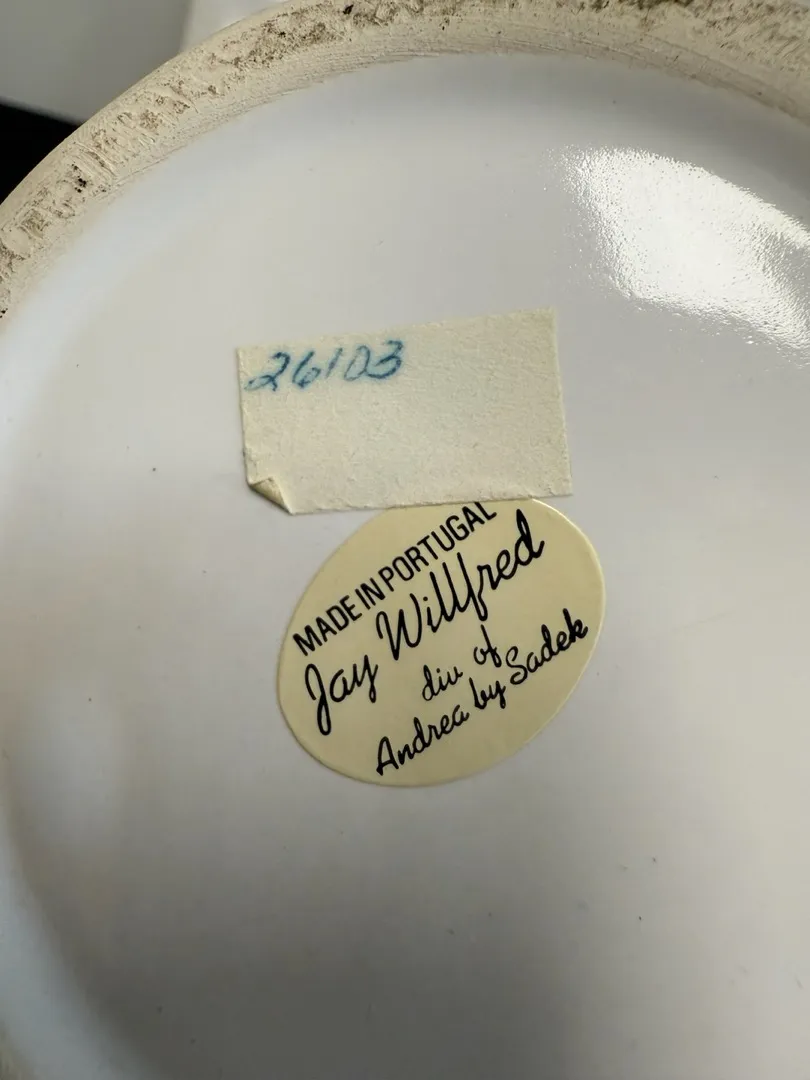 26103
MADE IN PORTUGAL
Jay Willfred
div of
Andrea by Sadek